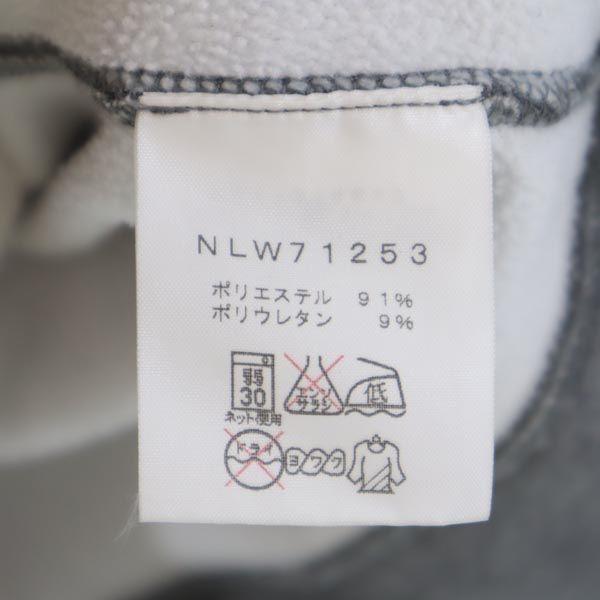 NLW71253
ポリエステル 91%
ポリウレタン 9%
弱
30
ネット使用
エンソ
サラシ
低
ドライ
ヨワク